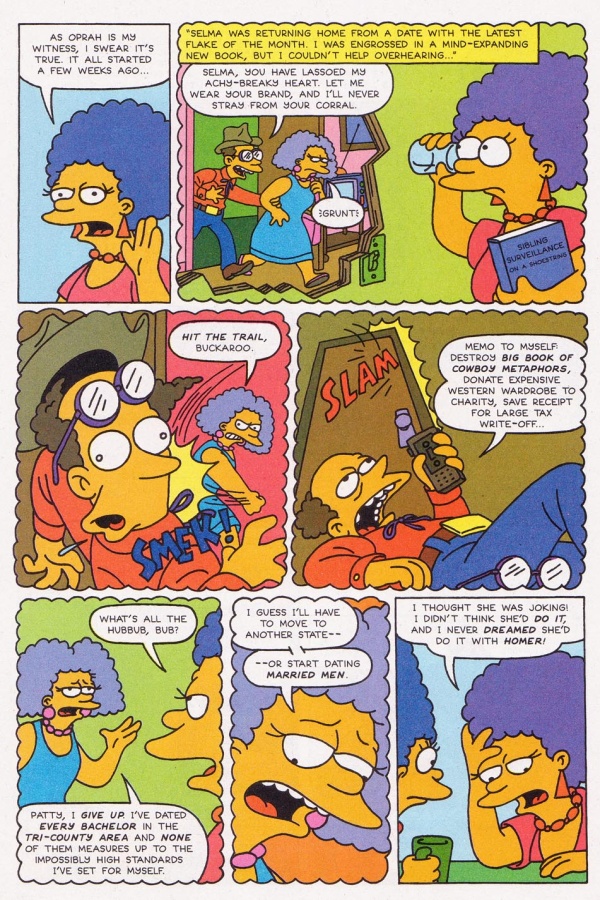 AS OPRAH IS MY
WITNESS, I SWEAR IT'S
TRUE. IT ALL STARTED
A FEW WEEKS AGO...
"SELMA WAS RETURNING HOME FROM A DATE WITH THE LATEST
FLAKE OF THE MONTH. I WAS ENGROSSED IN A MIND-EXPANDING
NEW BOOK, BUT I COULDN'T HELP OVERHEARING..."
SELMA, YOU HAVE LASSOED MY
ACHY-BREAKY HEART. LET ME
WEAR YOUR BRAND, AND I'LL NEVER
STRAY FROM YOUR CORRAL.
GRUNT
SIBLING
SURVEILLANCE
ON A SHOESTRING
HIT THE TRAIL,
BUCKAROO.
SMEK!
SLAM
MEMO TO MYSELF:
DESTROY BIG BOOK OF
COWBOY METAPHORS,
DONATE EXPENSIVE
WESTERN WARDROBE TO
CHARITY, SAVE RECEIPT
FOR LARGE TAX
WRITE-OFF...
WHAT'S ALL THE
HUBBUB, BUB?
PATTY, I GIVE UP. I'VE DATED
EVERY BACHELOR IN THE
TRI-COUNTY AREA AND NONE
OF THEM MEASURES UP TO THE
IMPOSSIBLY HIGH STANDARDS
I'VE SET FOR MYSELF.
I GUESS I'LL HAVE
TO MOVE TO
ANOTHER STATE--
--OR START DATING
MARRIED MEN.
I THOUGHT SHE WAS JOKING!
I DIDN'T THINK SHE'D DO IT,
AND I NEVER DREAMED SHE'D
DO IT WITH HOMER!